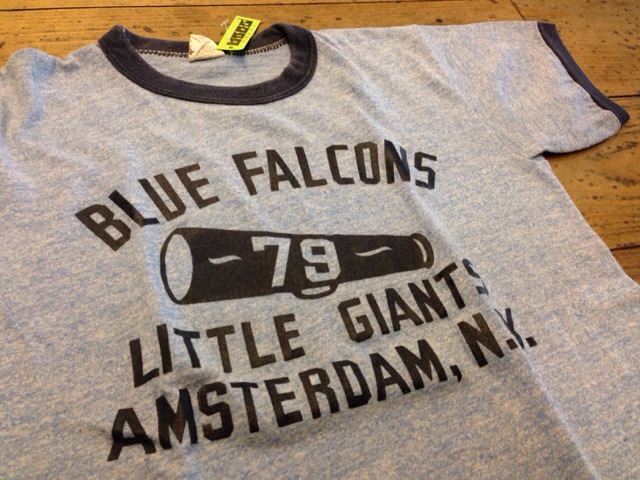 BLUE FALCONS
- 79 -
LITTLE GIANTS
AMSTERDAM, N.Y.